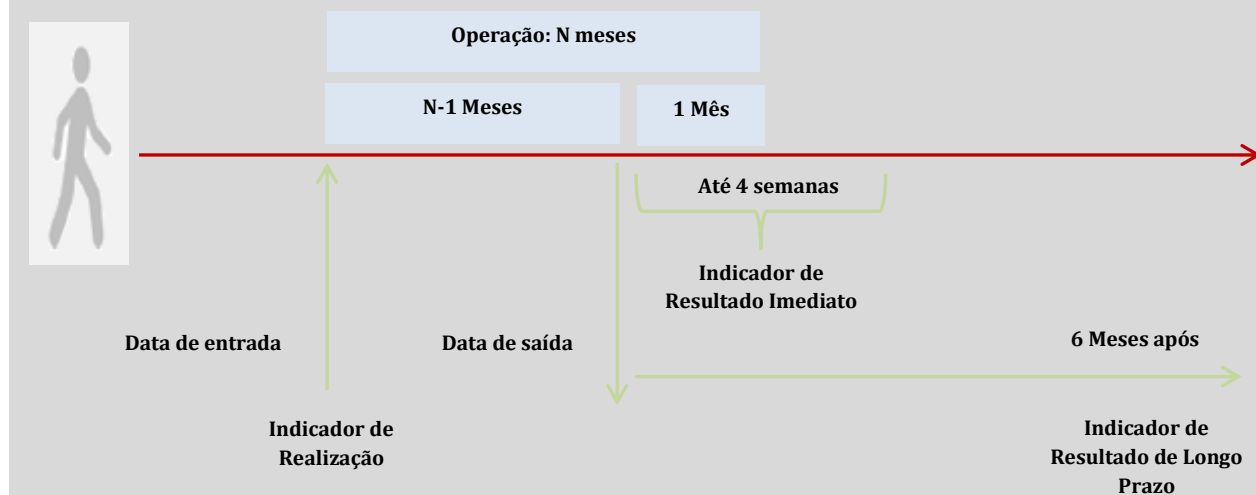 Operação: N meses
N-1 Meses
1 Mês
Até 4 semanas
Indicador de
Resultado Imediato
Data de entrada
Data de saída
6 Meses após
Indicador de
Realização
Indicador de
Resultado de Longo
Prazo